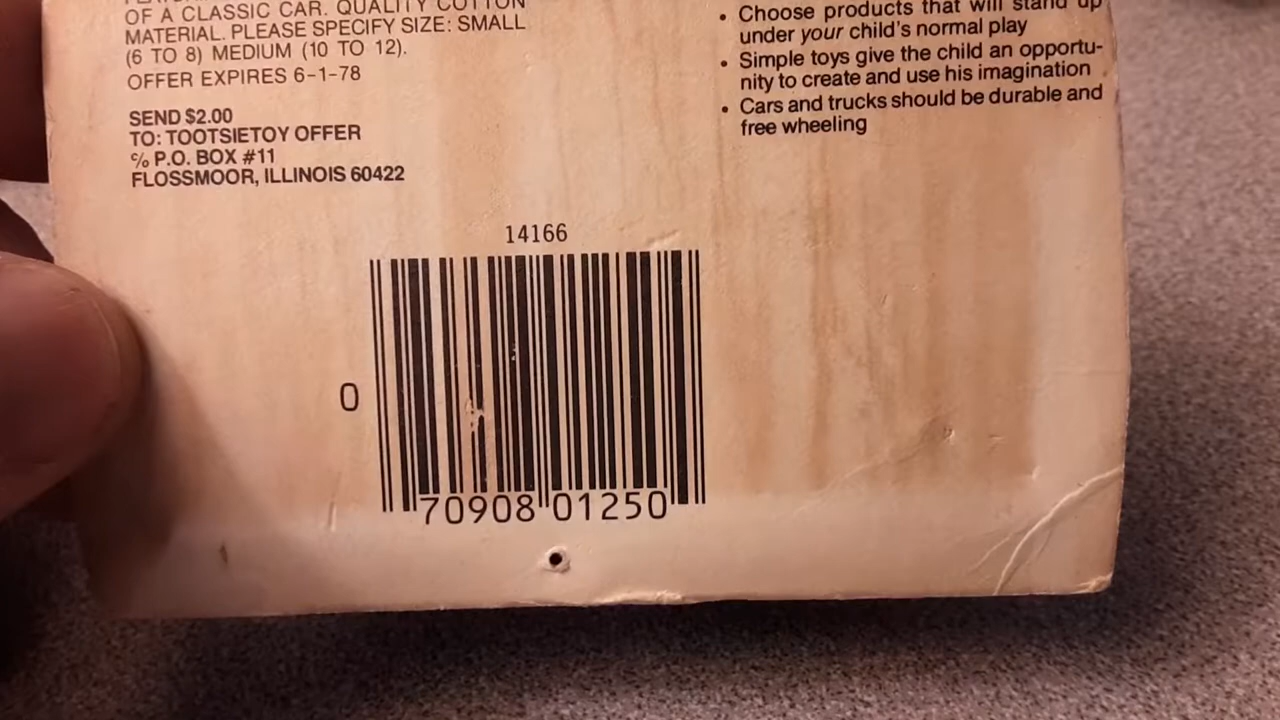 OF A CLASSIC CAR. QUALITY COTTON
MATERIAL. PLEASE SPECIFY SIZE: SMALL
(6 TO 8) MEDIUM (10 TO 12).
OFFER EXPIRES 6-1-78
SEND $2.00
TO: TOOTSIETOY OFFER
℅ P.O. BOX #11
FLOSSMOOR, ILLINOIS 60422
• Choose products that will stand up
under your child's normal play
• Simple toys give the child an opportu-
nity to create and use his imagination
• Cars and trucks should be durable and
free wheeling
14166
0
70908 01250